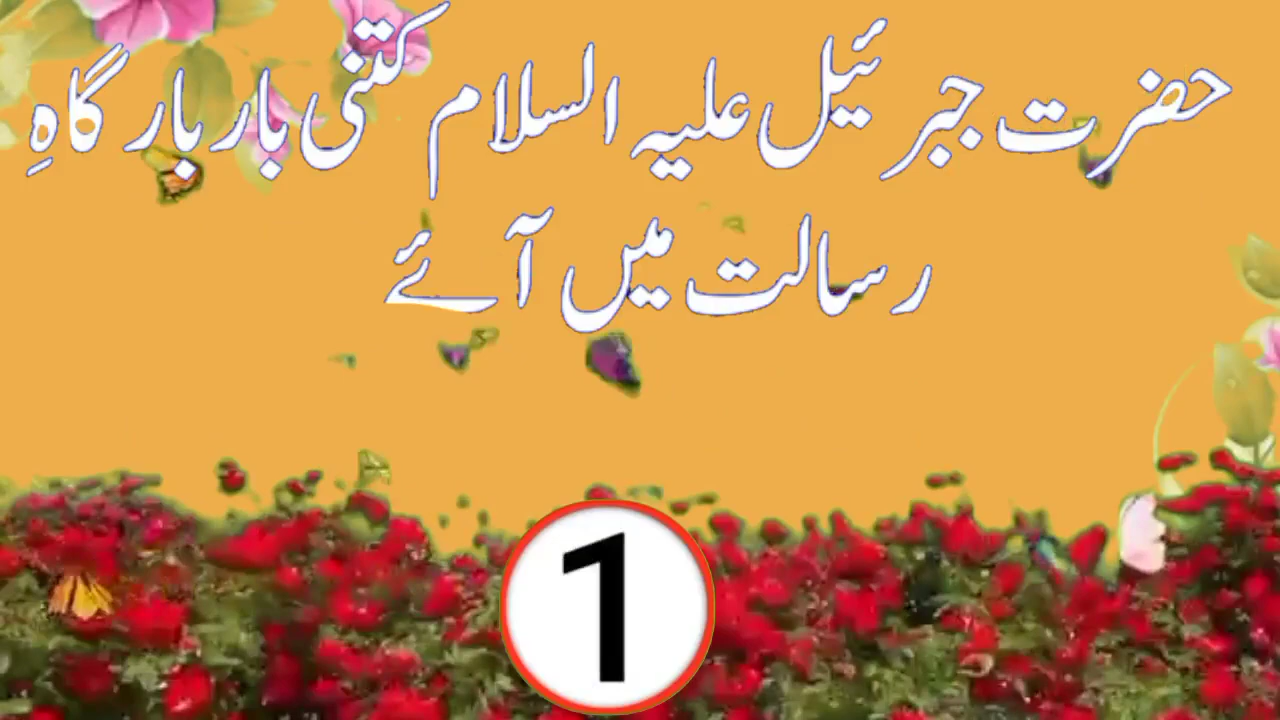 حضرت جبرئیل علیہ السلام کتنی بار بارگاہِ
رسالت میں آئے
1